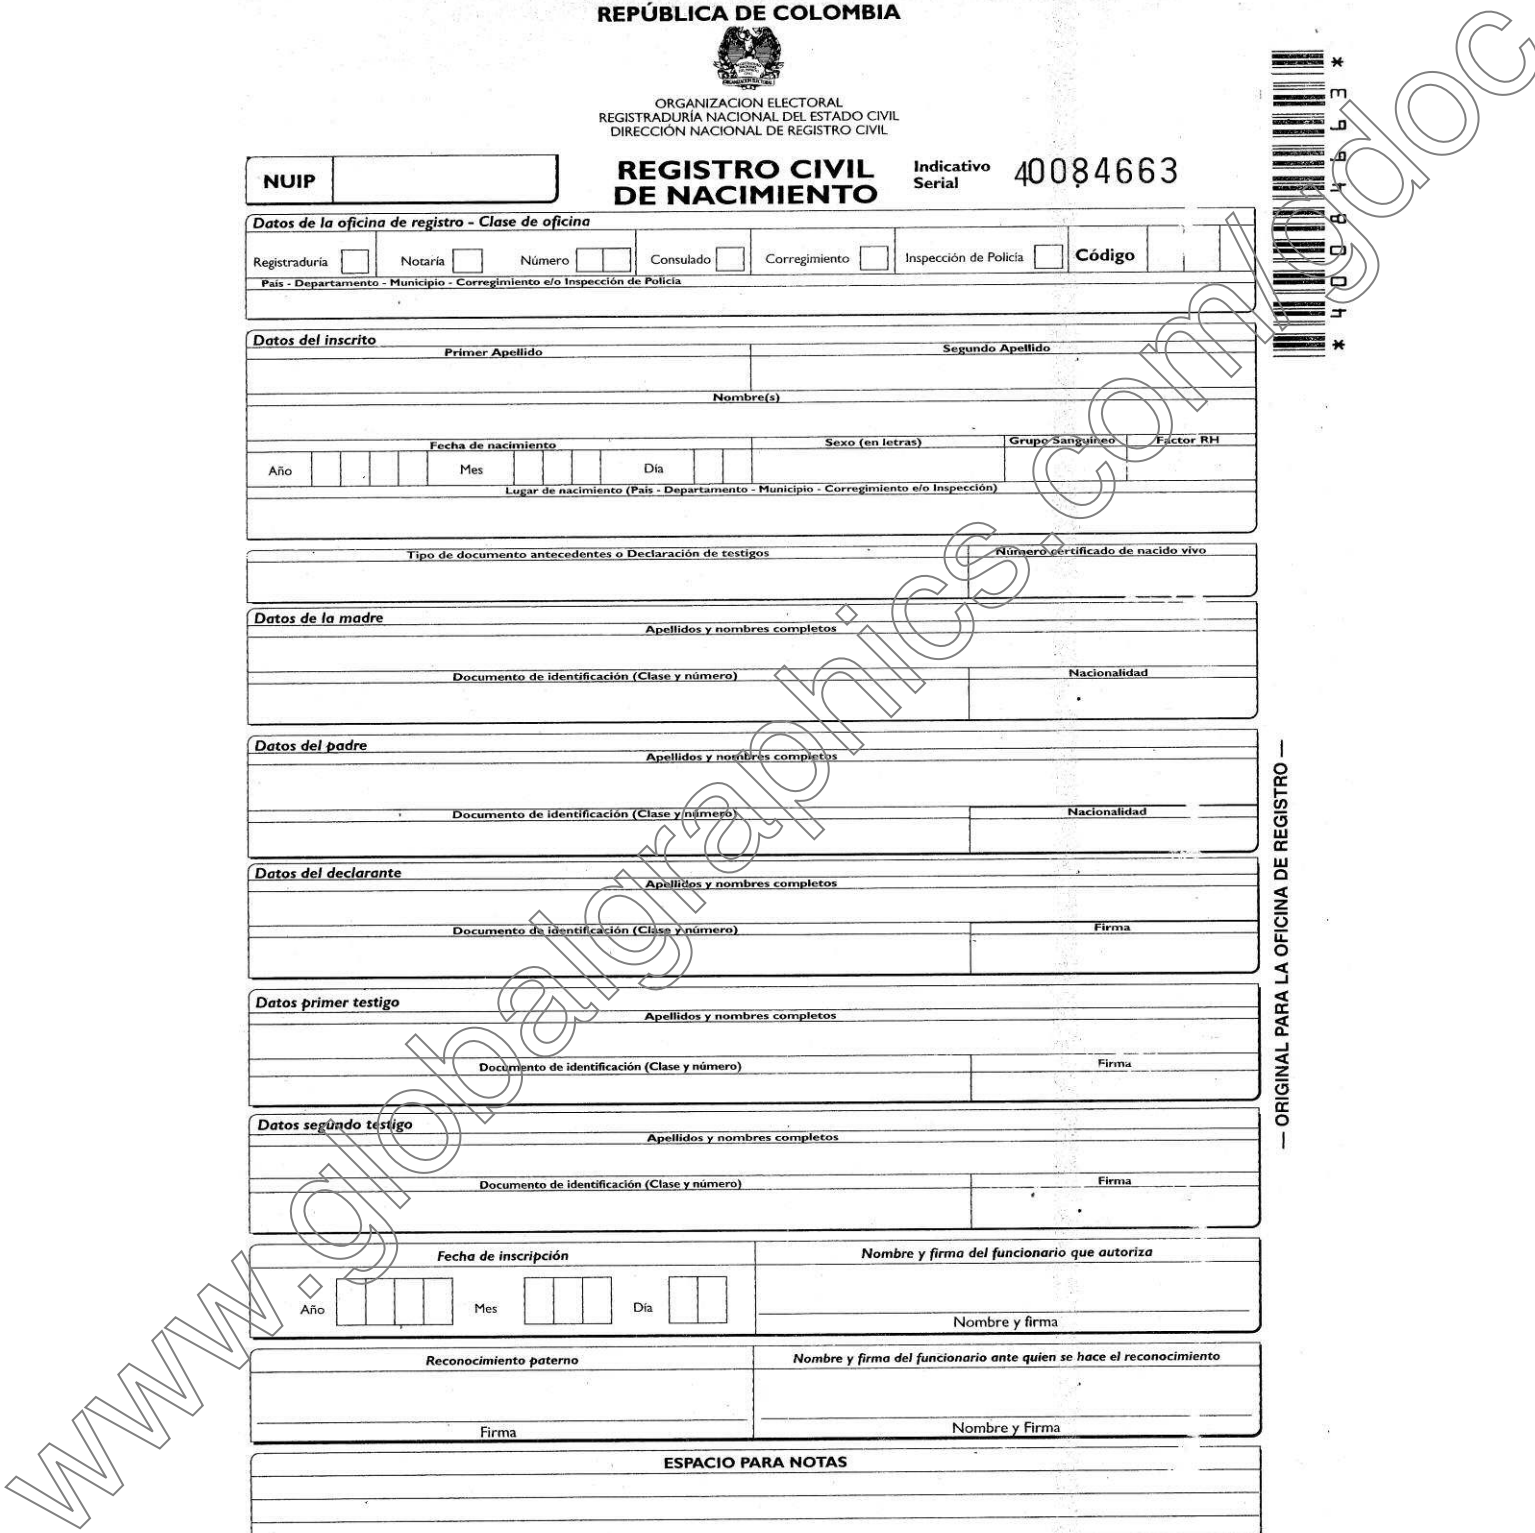 REPÚBLICA DE COLOMBIA
ORGANIZACION ELECTORAL
REGISTRADURÍA NACIONAL DEL ESTADO CIVIL
DIRECCIÓN NACIONAL DE REGISTRO CIVIL
NUIP
REGISTRO CIVIL
DE NACIMIENTO
Indicativo
Serial
40084663
Datos de la oficina de registro - Clase de oficina
Registraduría Notaría Número Consulado Corregimiento Inspección de Policía Código
País - Departamento - Municipio - Corregimiento e/o Inspección de Policía
Datos del inscrito
Primer Apellido Segundo Apellido
Nombre(s)
Fecha de nacimiento Sexo (en letras) Grupo Sanguíneo Factor RH
Año Mes Día
Lugar de nacimiento (País - Departamento - Municipio - Corregimiento e/o Inspección)
Tipo de documento antecedentes o Declaración de testigos Número certificado de nacido vivo
Datos de la madre
Apellidos y nombres completos
Documento de identificación (Clase y número) Nacionalidad
Datos del padre
Apellidos y nombres completos
Documento de identificación (Clase y número) Nacionalidad
Datos del declarante
Apellidos y nombres completos
Documento de identificación (Clase y número) Firma
Datos primer testigo
Apellidos y nombres completos
Documento de identificación (Clase y número) Firma
Datos segundo testigo
Apellidos y nombres completos
Documento de identificación (Clase y número) Firma
Fecha de inscripción Nombre y firma del funcionario que autoriza
Año Mes Día
Nombre y firma
Reconocimiento paterno Nombre y firma del funcionario ante quien se hace el reconocimiento
Firma Nombre y Firma
ESPACIO PARA NOTAS
— ORIGINAL PARA LA OFICINA DE REGISTRO —
www.globalgraphics.com/gdoc